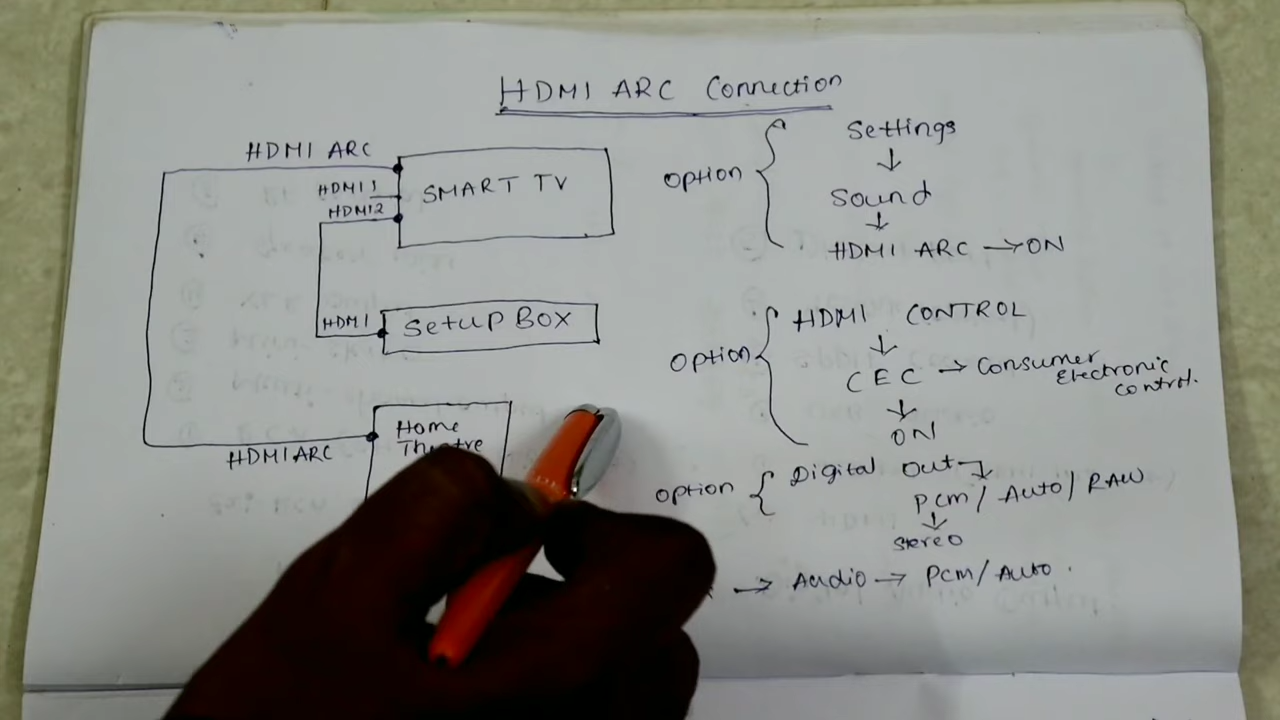 HDMI ARC Connection
HDMI ARC
HDMI1
HDMI2
SMART TV
HDMI
Setup BOX
Home
Theatre
HDMI ARC
Option
Settings
Sound
HDMI ARC → ON
Option
HDMI CONTROL
CEC → Consumer
Electronic
Control.
ON
Option
Digital Out
PCM / Auto / RAW
Stereo
→ Audio → PCM / Auto.